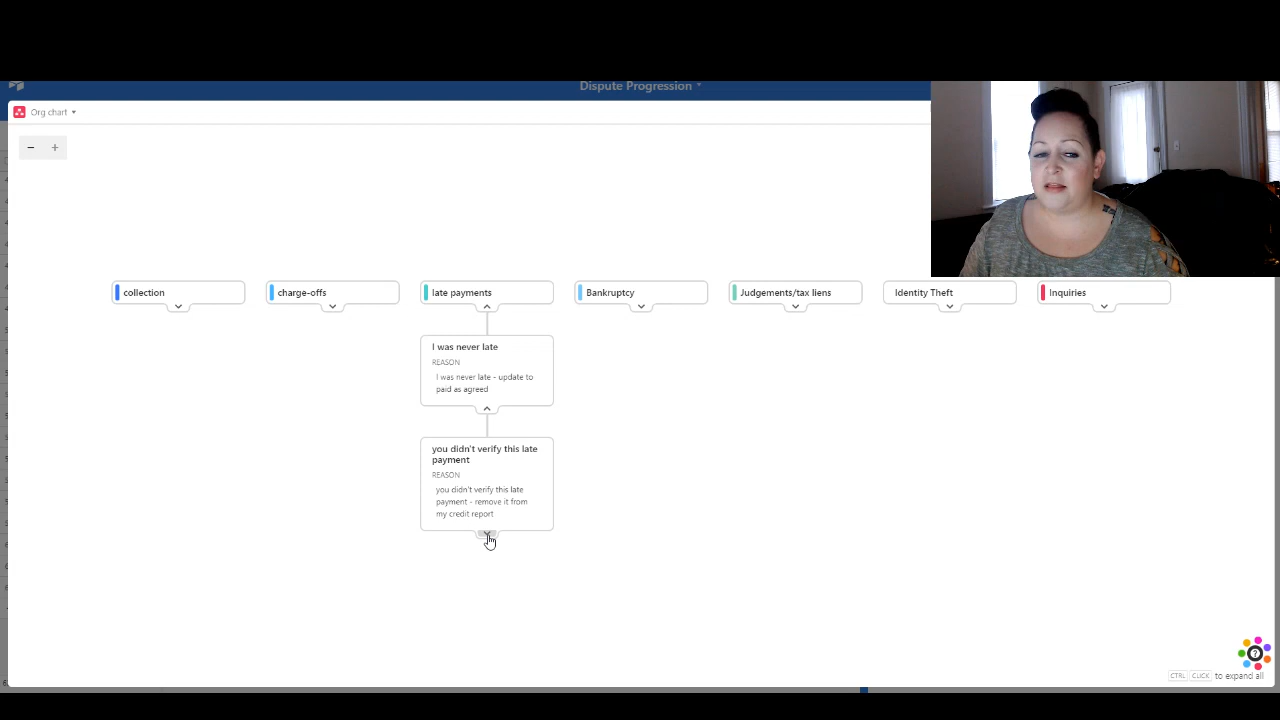 Dispute Progression
Org chart
collection
charge-offs
late payments
Bankruptcy
Judgements/tax liens
Identity Theft
Inquiries
I was never late
REASON
I was never late - update to
paid as agreed
you didn't verify this late
payment
REASON
you didn't verify this late
payment - remove it from
my credit report
CTRL CLICK to expand all